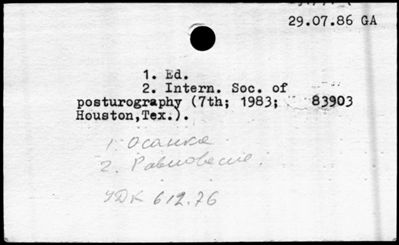 29.07.86 GA
1. Ed.
2. Intern. Soc. of
posturography (7th; 1983; 83903
Houston,Tex.).
1. Осанка
2. Равновесие.
УДК 612.76